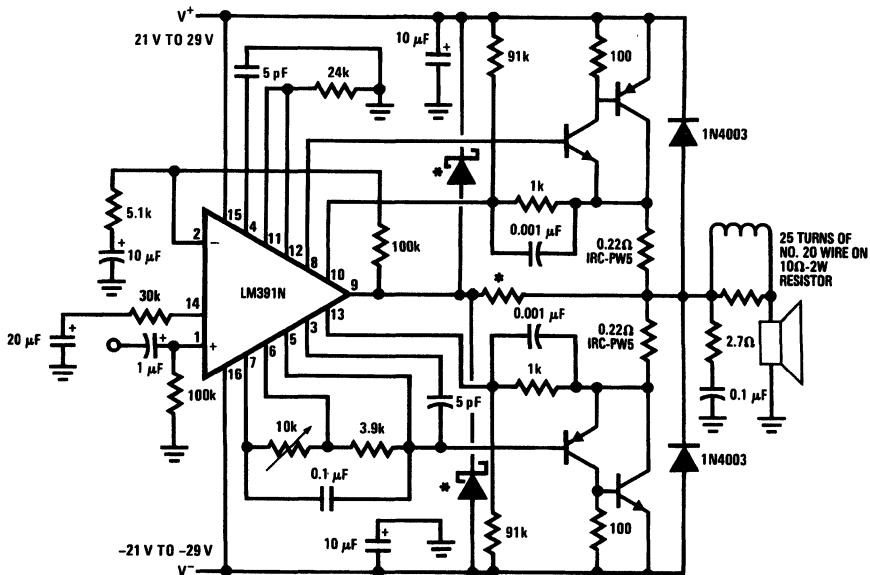 V+
21 V TO 29 V
5 pF
24k
10 μF
+
91k
100
1N4003
*
5.1k
+
10 μF
2
−
15
4
11
12
8
10
9
13
3
5
6
7
16
1
+
14
LM391N
100k
1k
0.001 μF
0.22Ω
IRC-PW5
25 TURNS OF
NO. 20 WIRE ON
10Ω-2W
RESISTOR
30k
20 μF
+
1 μF
+
100k
*
0.001 μF
0.22Ω
IRC-PW5
1k
2.7Ω
0.1 μF
5 pF
10k
3.9k
0.1 μF
*
1N4003
10 μF
+
91k
100
−21 V TO −29 V
V−